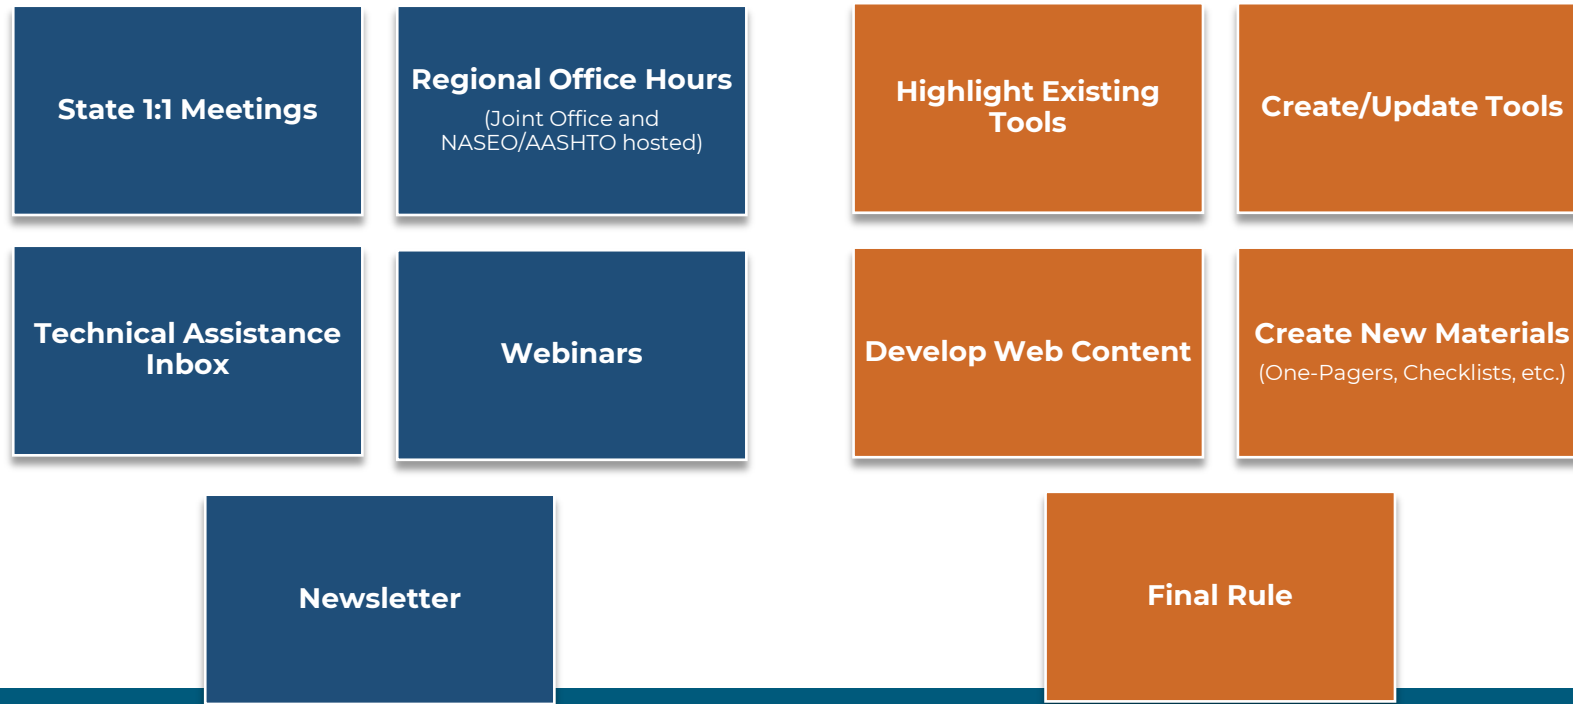 State 1:1 Meetings
Regional Office Hours
(Joint Office and
NASEO/AASHTO hosted)
Technical Assistance
Inbox
Webinars
Newsletter
Highlight Existing
Tools
Create/Update Tools
Develop Web Content
Create New Materials
(One-Pagers, Checklists, etc.)
Final Rule